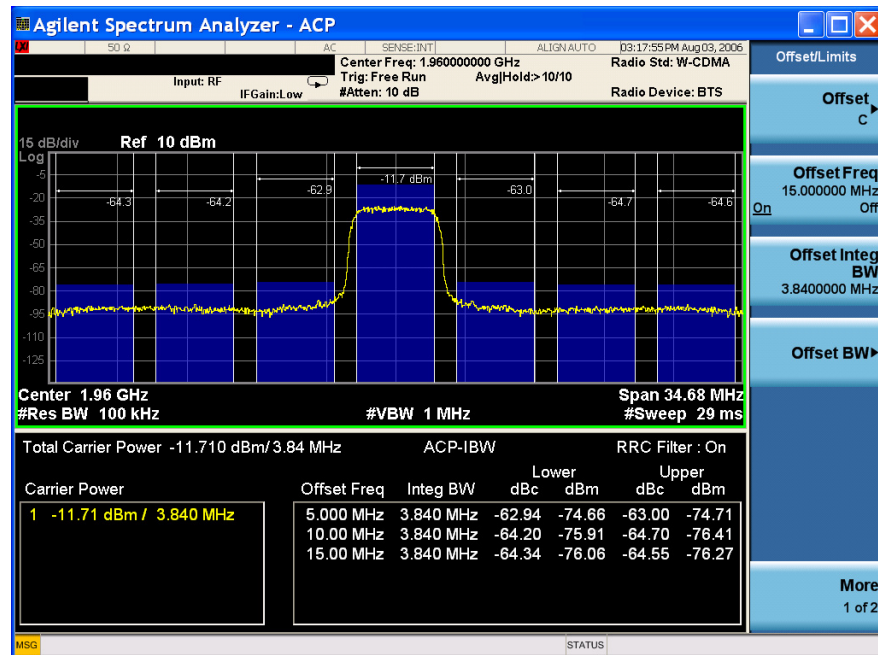 Agilent Spectrum Analyzer - ACP
LXI 50 Ω AC SENSE:INT ALIGN AUTO 03:17:55 PM Aug 03, 2006
Center Freq: 1.960000000 GHz Radio Std: W-CDMA
Input: RF Trig: Free Run Avg|Hold:>10/10
IFGain:Low #Atten: 10 dB Radio Device: BTS
15 dB/div Ref 10 dBm
Log
-5
-20
-35
-50
-65
-80
-95
-110
-125
-64.3 -64.2 -62.9 -11.7 dBm -63.0 -64.7 -64.6
Center 1.96 GHz Span 34.68 MHz
#Res BW 100 kHz #VBW 1 MHz #Sweep 29 ms
Total Carrier Power -11.710 dBm/ 3.84 MHz ACP-IBW RRC Filter : On
Lower Upper
Carrier Power Offset Freq Integ BW dBc dBm dBc dBm
1 -11.71 dBm / 3.840 MHz
5.000 MHz 3.840 MHz -62.94 -74.66 -63.00 -74.71
10.00 MHz 3.840 MHz -64.20 -75.91 -64.70 -76.41
15.00 MHz 3.840 MHz -64.34 -76.06 -64.55 -76.27
MSG STATUS
Offset/Limits
Offset
C
Offset Freq
15.000000 MHz
On Off
Offset Integ
BW
3.8400000 MHz
Offset BW
More
1 of 2